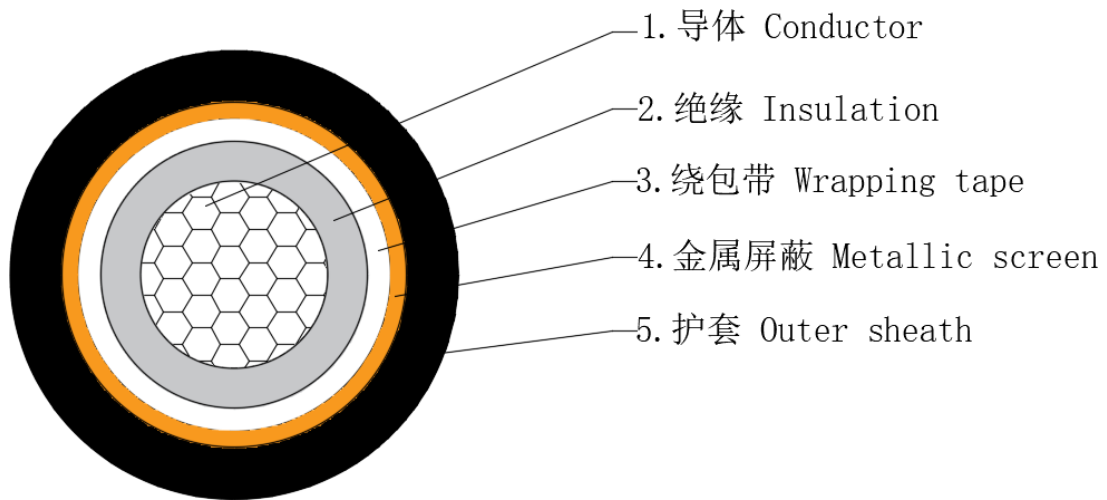 1.导体 Conductor
2.绝缘 Insulation
3.绕包带 Wrapping tape
4.金属屏蔽 Metallic screen
5.护套 Outer sheath